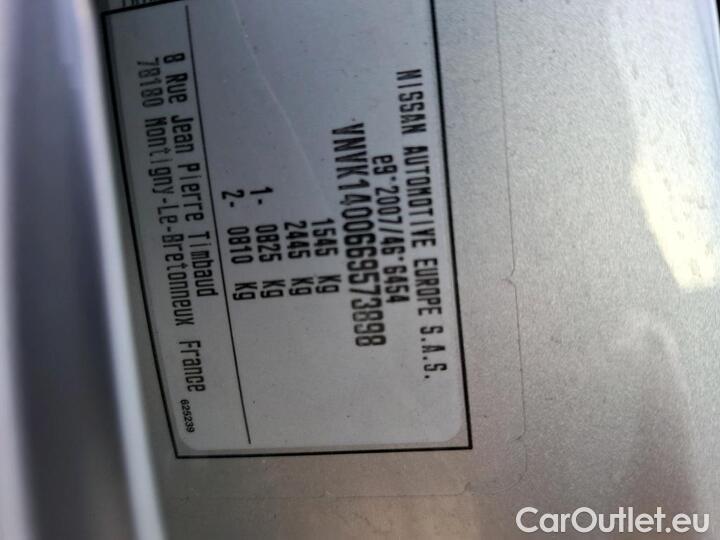 NISSAN AUTOMOTIVE EUROPE S.A.S.
e9*2007/46*6454
VNVK1400669573898
1545 Kg
2445 Kg
1- 0825 Kg
2- 0810 Kg
8 Rue Jean Pierre Timbaud
78180 Montigny-Le-Bretonneux France
625239
CarOutlet.eu